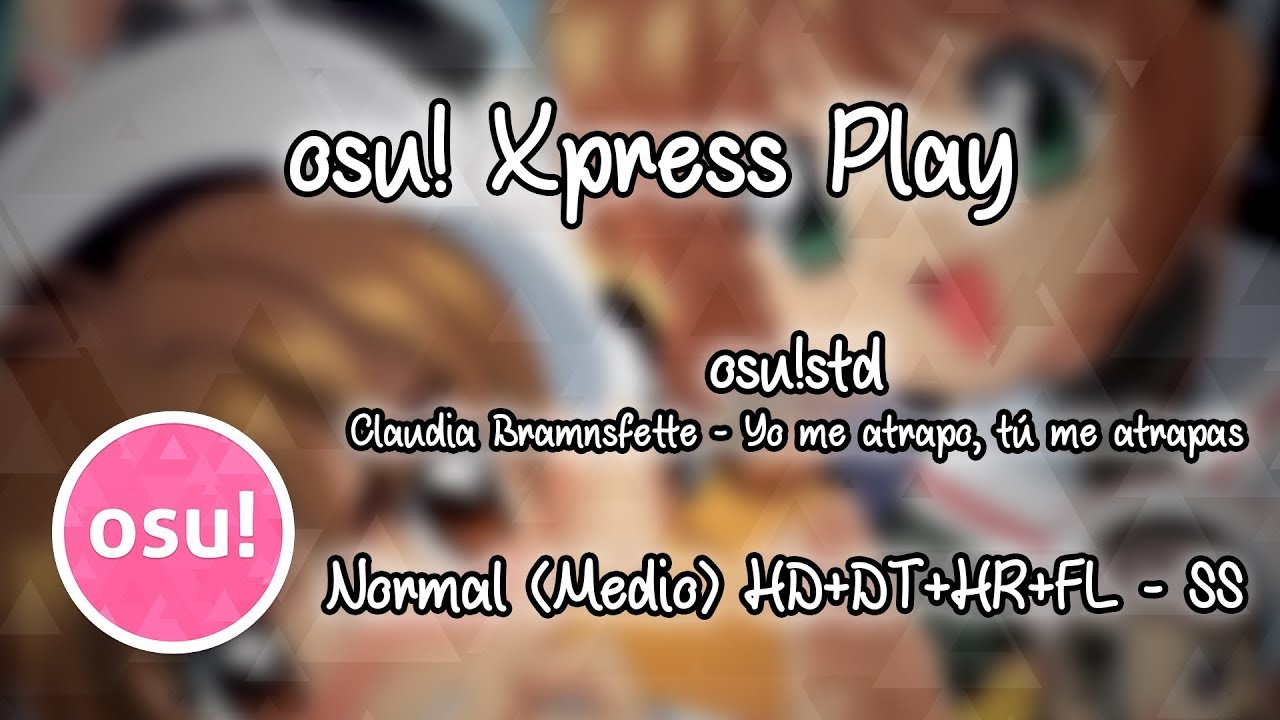 osu! Xpress Play
osu!std
Claudia Bramnsfette - Yo me atrapo, tú me atrapas
osu!
Normal (Medio) HD+DT+HR+FL - SS